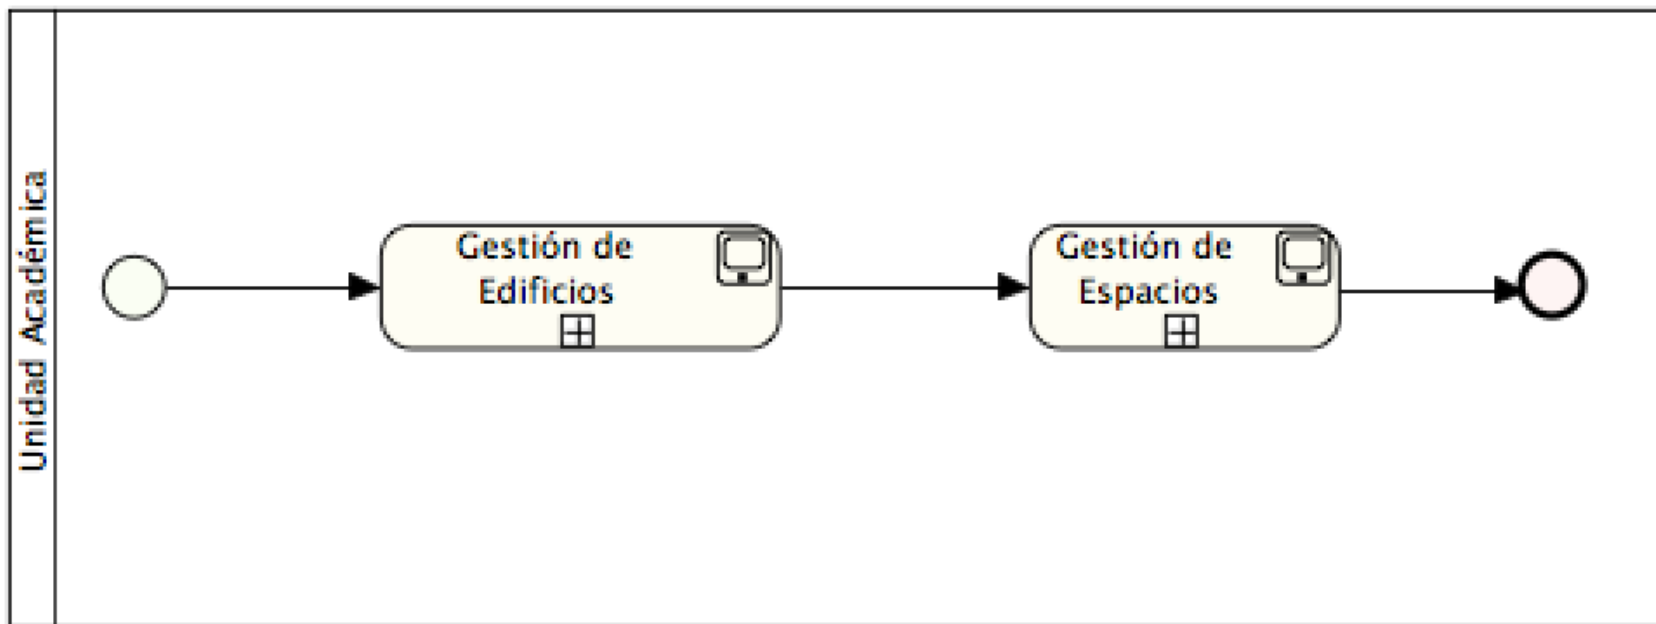 Unidad Académica
Gestión de
Edificios
Gestión de
Espacios